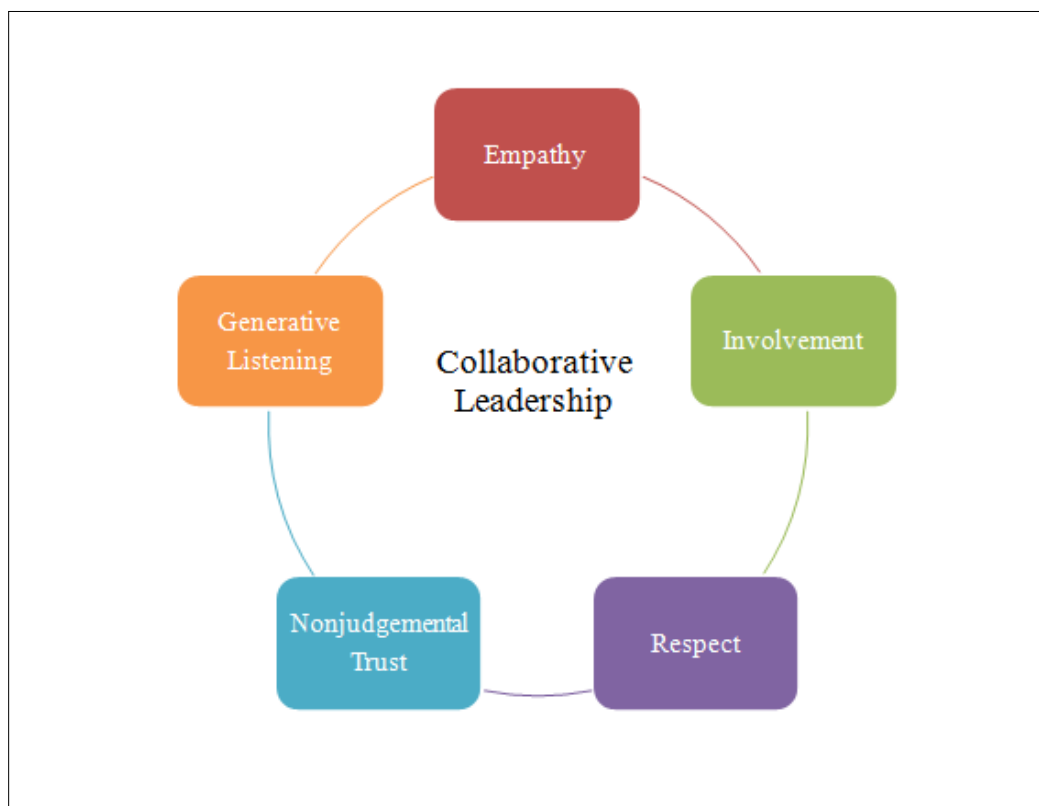 Empathy
Generative
Listening
Involvement
Collaborative
Leadership
Nonjudgemental
Trust
Respect